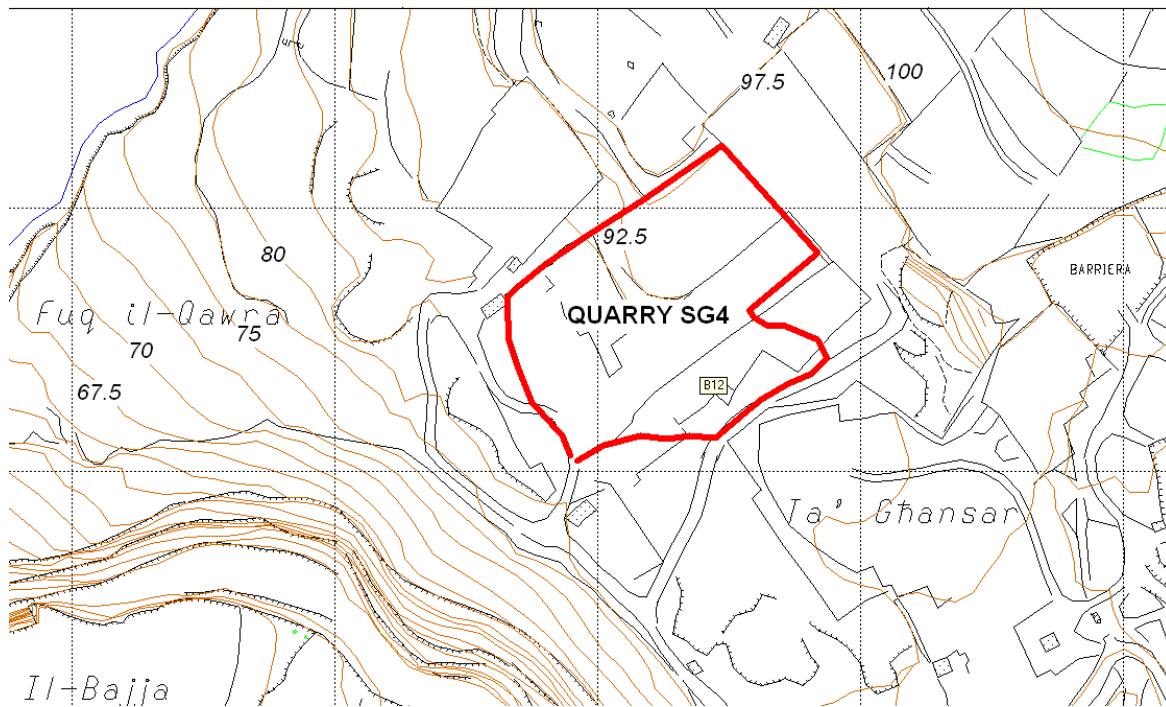 97.5
100
92.5
80
BARRIERA
Fuq il-Qawra
QUARRY SG4
75
70
B12
67.5
Ta' Għansar
Il-Bajja